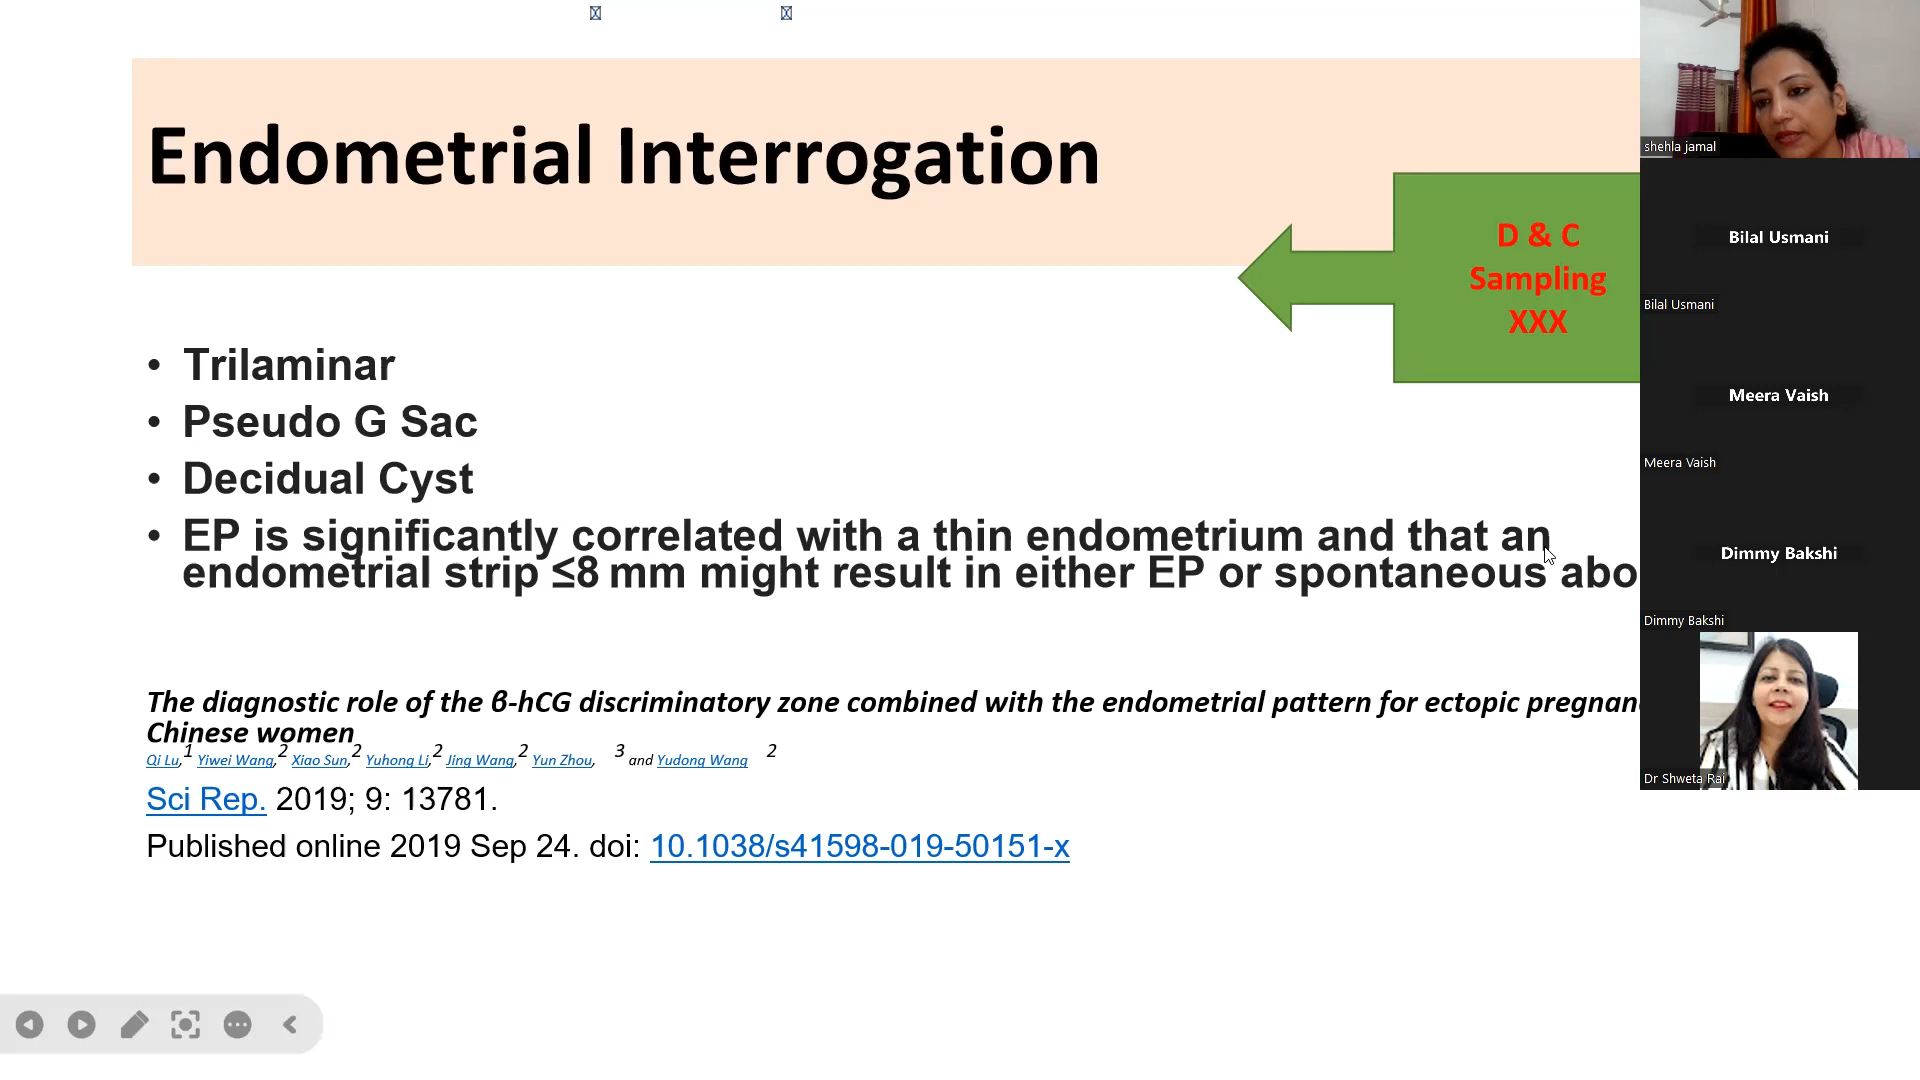 Endometrial Interrogation
D & C
Sampling
XXX
• Trilaminar
• Pseudo G Sac
• Decidual Cyst
• EP is significantly correlated with a thin endometrium and that an
endometrial strip ≤8 mm might result in either EP or spontaneous abo
The diagnostic role of the β-hCG discriminatory zone combined with the endometrial pattern for ectopic pregnan
Chinese women
Qi Lu,1 Yiwei Wang,2 Xiao Sun,2 Yuhong Li,2 Jing Wang,2 Yun Zhou, 3 and Yudong Wang 2
Sci Rep. 2019; 9: 13781.
Published online 2019 Sep 24. doi: 10.1038/s41598-019-50151-x
shehla jamal
Bilal Usmani
Bilal Usmani
Meera Vaish
Meera Vaish
Dimmy Bakshi
Dimmy Bakshi
Dr Shweta Rai